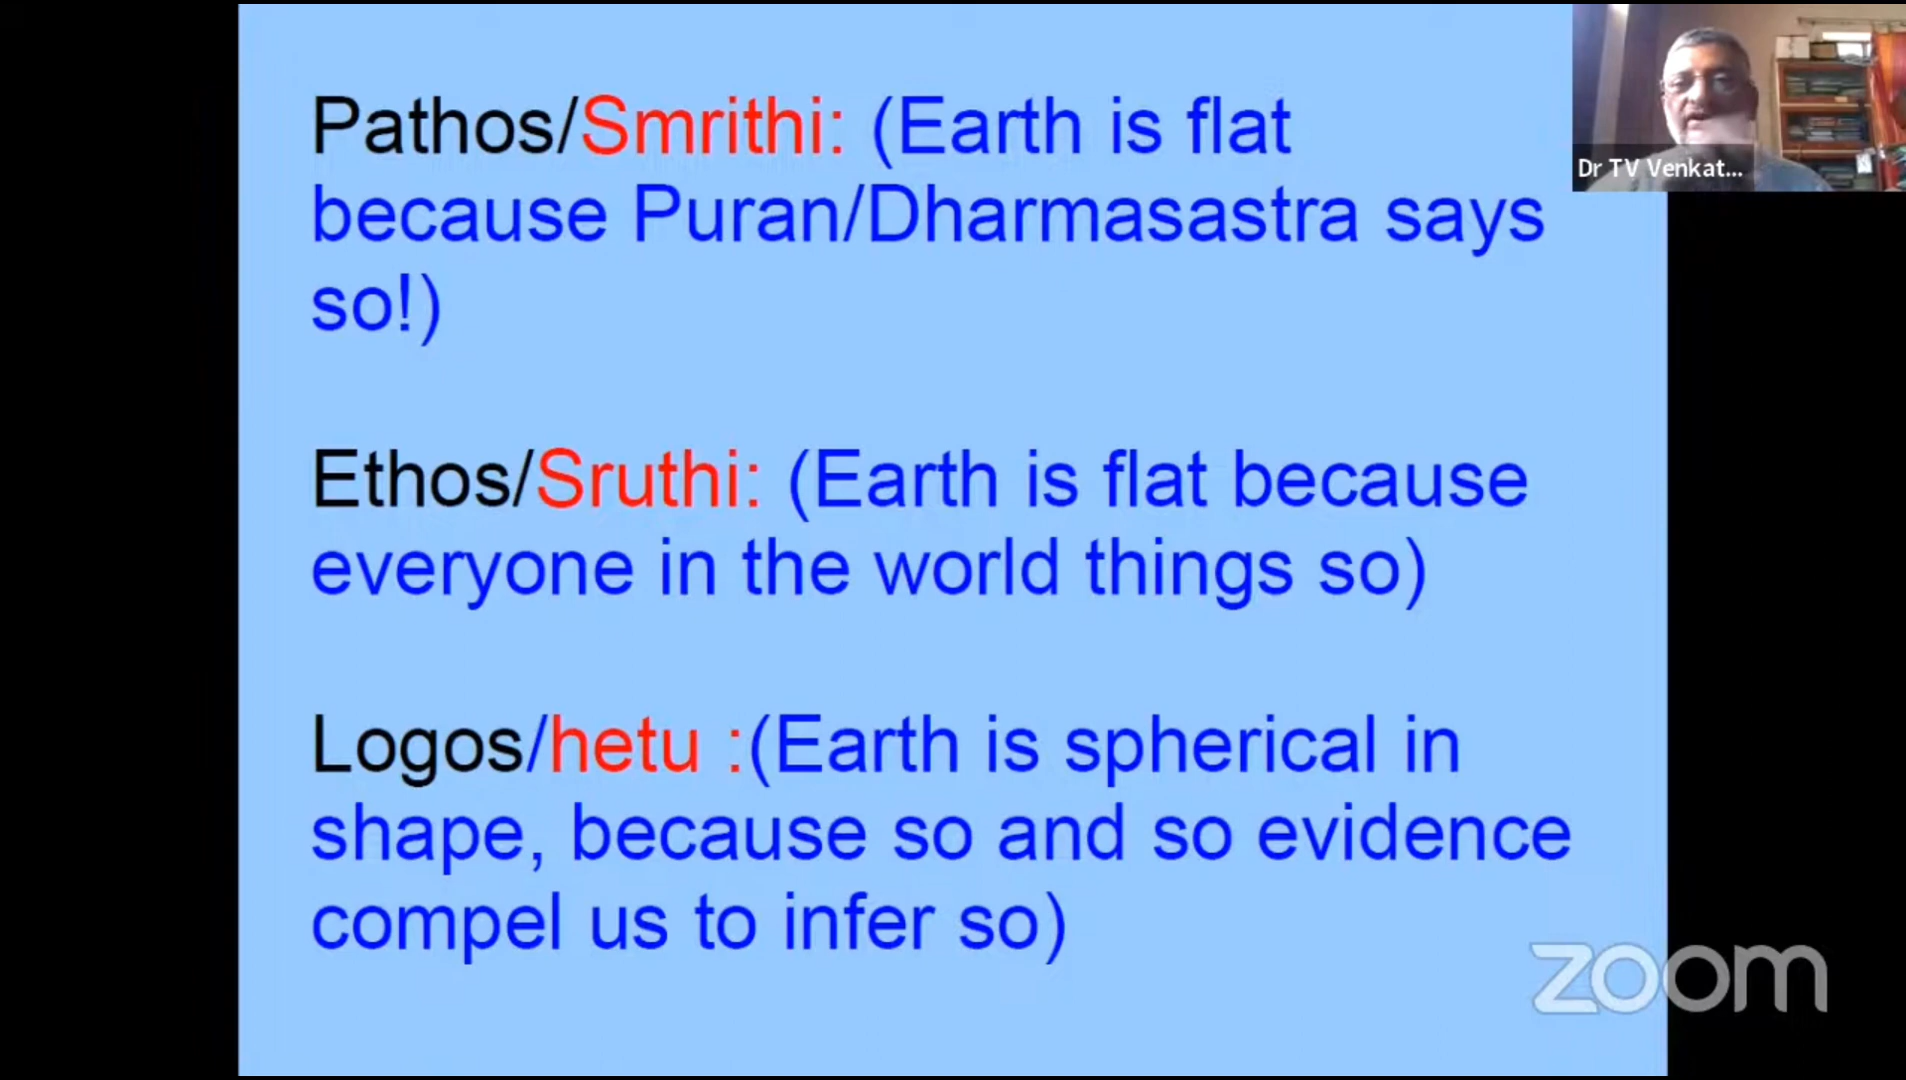 Pathos/Smrithi: (Earth is flat
because Puran/Dharmasastra says
so!)
Ethos/Sruthi: (Earth is flat because
everyone in the world things so)
Logos/hetu :(Earth is spherical in
shape, because so and so evidence
compel us to infer so)
Dr TV Venkat...
zoom